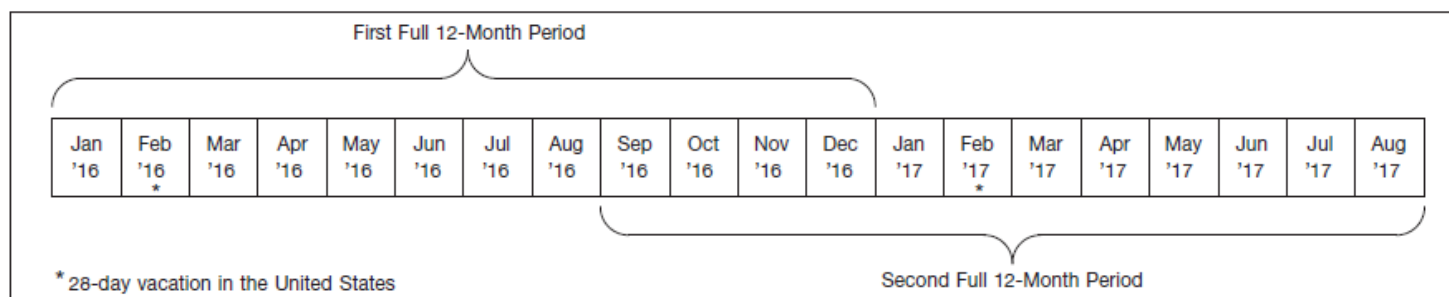 First Full 12-Month Period
Jan '16 Feb '16 * Mar '16 Apr '16 May '16 Jun '16 Jul '16 Aug '16 Sep '16 Oct '16 Nov '16 Dec '16 Jan '17 Feb '17 * Mar '17 Apr '17 May '17 Jun '17 Jul '17 Aug '17
* 28-day vacation in the United States
Second Full 12-Month Period